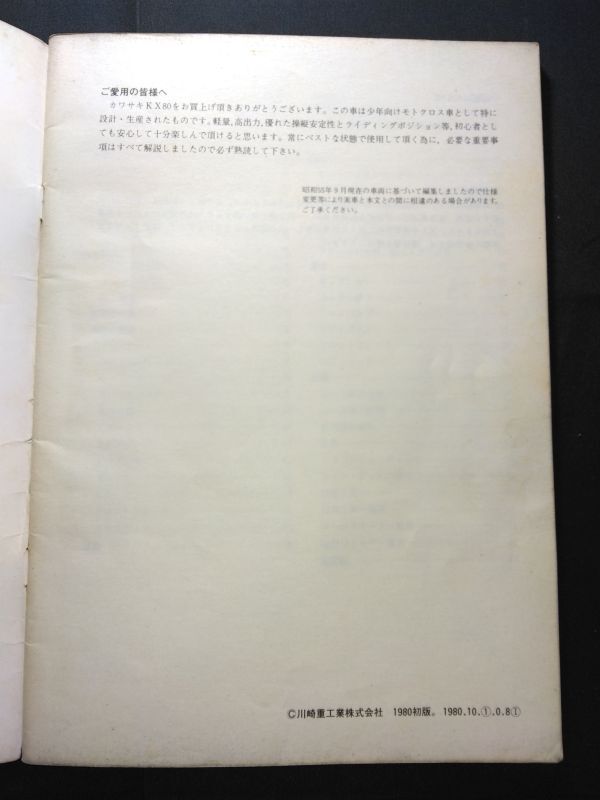 ご愛用の皆様へ
カワサキＫＸ80をお買上げ頂きありがとうございます。この車は少年向けモトクロス車として特に
設計・生産されたものです。軽量,高出力,優れた操縦安定性とライディングポジション等,初心者とし
ても安心して十分楽しんで頂けると思います。常にベストな状態で使用して頂く為に，必要な重要事
項はすべて解説しましたので必ず熟読して下さい。
昭和55年９月現在の車両に基づいて編集しましたので仕様
変更等により実車と本文との間に相違のある場合があります。
ご了承ください。
©川崎重工業株式会社 1980初版。 1980.10.①.0.8Ⓘ